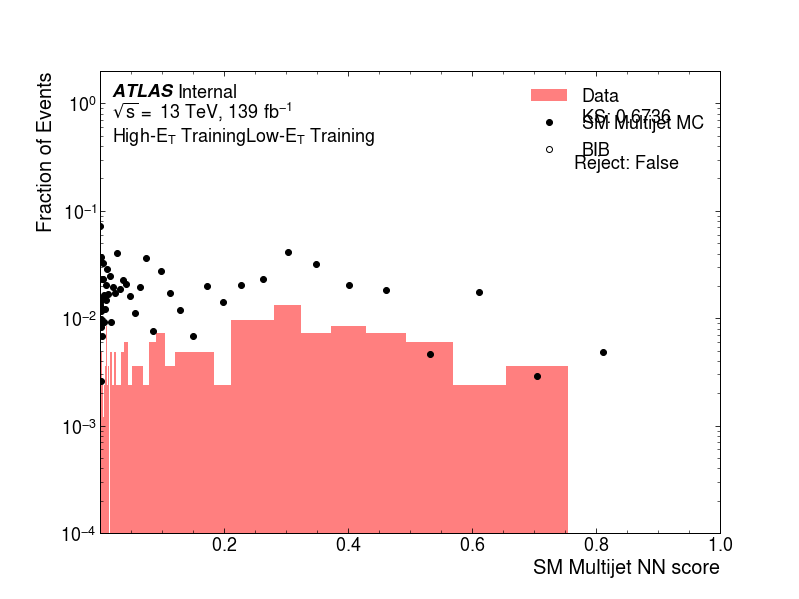 ATLAS Internal
√s = 13 TeV, 139 fb⁻¹
High-E_T TrainingLow-E_T Training
Data
KS: 0.6736
SM Multijet MC
BIB
Reject: False
Fraction of Events
10⁰
10⁻¹
10⁻²
10⁻³
10⁻⁴
0.2 0.4 0.6 0.8 1.0
SM Multijet NN score